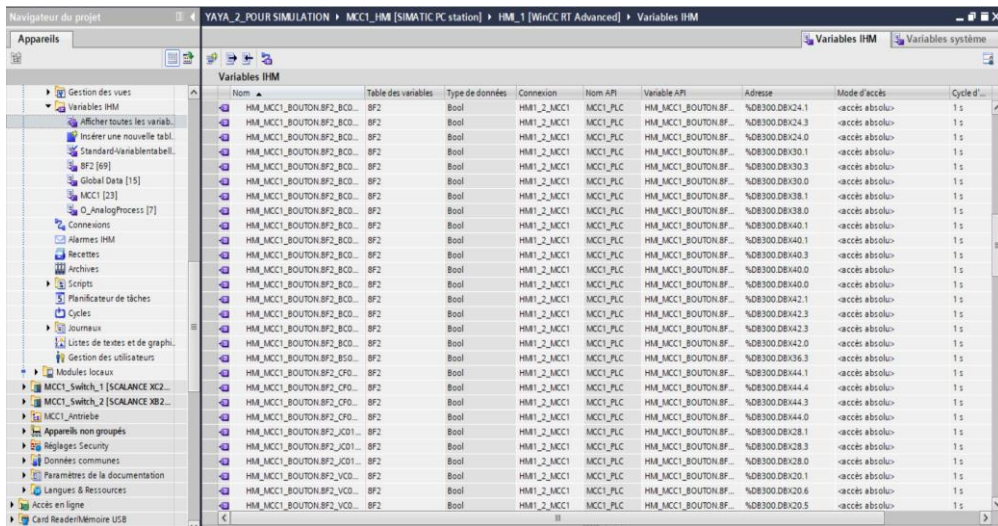 Navigateur du projet
YAYA_2_POUR SIMULATION ▸ MCC1_HMI [SIMATIC PC station] ▸ HMI_1 [WinCC RT Advanced] ▸ Variables IHM
Appareils
Variables IHM
Variables système
Variables IHM
Nom Table des variables Type de données Connexion Nom API Variable API Adresse Mode d'accès Cycle d'...
Gestion des vues
Variables IHM
Afficher toutes les variab..
Insérer une nouvelle tabl..
Standard-Variablentabell..
BF2 [69]
Global Data [15]
MCC1 [23]
O_AnalogProcess [7]
Connexions
Alarmes IHM
Recettes
Archives
Scripts
Planificateur de tâches
Cycles
Journaux
Listes de textes et de graphi..
Gestion des utilisateurs
Modules locaux
MCC1_Switch_1 [SCALANCE XC2...
MCC1_Switch_2 [SCALANCE XB2...
MCC1_Antriebe
Appareils non groupés
Réglages Security
Données communes
Paramètres de la documentation
Langues & Ressources
Accès en ligne
Card Reader/Mémoire USB
HMI_MCC1_BOUTON.BF2_BC0... BF2 Bool HMI1_2_MCC1 MCC1_PLC HMI_MCC1_BOUTON.BF... %DB300.DBX24.1 <accès absolu> 1 s
HMI_MCC1_BOUTON.BF2_BC0... BF2 Bool HMI1_2_MCC1 MCC1_PLC HMI_MCC1_BOUTON.BF... %DB300.DBX24.3 <accès absolu> 1 s
HMI_MCC1_BOUTON.BF2_BC0... BF2 Bool HMI1_2_MCC1 MCC1_PLC HMI_MCC1_BOUTON.BF... %DB300.DBX24.0 <accès absolu> 1 s
HMI_MCC1_BOUTON.BF2_BC0... BF2 Bool HMI1_2_MCC1 MCC1_PLC HMI_MCC1_BOUTON.BF... %DB300.DBX30.1 <accès absolu> 1 s
HMI_MCC1_BOUTON.BF2_BC0... BF2 Bool HMI1_2_MCC1 MCC1_PLC HMI_MCC1_BOUTON.BF... %DB300.DBX30.3 <accès absolu> 1 s
HMI_MCC1_BOUTON.BF2_BC0... BF2 Bool HMI1_2_MCC1 MCC1_PLC HMI_MCC1_BOUTON.BF... %DB300.DBX30.0 <accès absolu> 1 s
HMI_MCC1_BOUTON.BF2_BC0... BF2 Bool HMI1_2_MCC1 MCC1_PLC HMI_MCC1_BOUTON.BF... %DB300.DBX38.1 <accès absolu> 1 s
HMI_MCC1_BOUTON.BF2_BC0... BF2 Bool HMI1_2_MCC1 MCC1_PLC HMI_MCC1_BOUTON.BF... %DB300.DBX38.0 <accès absolu> 1 s
HMI_MCC1_BOUTON.BF2_BC0... BF2 Bool HMI1_2_MCC1 MCC1_PLC HMI_MCC1_BOUTON.BF... %DB300.DBX40.1 <accès absolu> 1 s
HMI_MCC1_BOUTON.BF2_BC0... BF2 Bool HMI1_2_MCC1 MCC1_PLC HMI_MCC1_BOUTON.BF... %DB300.DBX40.1 <accès absolu> 1 s
HMI_MCC1_BOUTON.BF2_BC0... BF2 Bool HMI1_2_MCC1 MCC1_PLC HMI_MCC1_BOUTON.BF... %DB300.DBX40.3 <accès absolu> 1 s
HMI_MCC1_BOUTON.BF2_BC0... BF2 Bool HMI1_2_MCC1 MCC1_PLC HMI_MCC1_BOUTON.BF... %DB300.DBX40.0 <accès absolu> 1 s
HMI_MCC1_BOUTON.BF2_BC0... BF2 Bool HMI1_2_MCC1 MCC1_PLC HMI_MCC1_BOUTON.BF... %DB300.DBX40.0 <accès absolu> 1 s
HMI_MCC1_BOUTON.BF2_BC0... BF2 Bool HMI1_2_MCC1 MCC1_PLC HMI_MCC1_BOUTON.BF... %DB300.DBX42.1 <accès absolu> 1 s
HMI_MCC1_BOUTON.BF2_BC0... BF2 Bool HMI1_2_MCC1 MCC1_PLC HMI_MCC1_BOUTON.BF... %DB300.DBX42.3 <accès absolu> 1 s
HMI_MCC1_BOUTON.BF2_BC0... BF2 Bool HMI1_2_MCC1 MCC1_PLC HMI_MCC1_BOUTON.BF... %DB300.DBX42.3 <accès absolu> 1 s
HMI_MCC1_BOUTON.BF2_BC0... BF2 Bool HMI1_2_MCC1 MCC1_PLC HMI_MCC1_BOUTON.BF... %DB300.DBX42.0 <accès absolu> 1 s
HMI_MCC1_BOUTON.BF2_BS0... BF2 Bool HMI1_2_MCC1 MCC1_PLC HMI_MCC1_BOUTON.BF... %DB300.DBX36.3 <accès absolu> 1 s
HMI_MCC1_BOUTON.BF2_CF0... BF2 Bool HMI1_2_MCC1 MCC1_PLC HMI_MCC1_BOUTON.BF... %DB300.DBX44.1 <accès absolu> 1 s
HMI_MCC1_BOUTON.BF2_CF0... BF2 Bool HMI1_2_MCC1 MCC1_PLC HMI_MCC1_BOUTON.BF... %DB300.DBX44.4 <accès absolu> 1 s
HMI_MCC1_BOUTON.BF2_CF0... BF2 Bool HMI1_2_MCC1 MCC1_PLC HMI_MCC1_BOUTON.BF... %DB300.DBX44.3 <accès absolu> 1 s
HMI_MCC1_BOUTON.BF2_CF0... BF2 Bool HMI1_2_MCC1 MCC1_PLC HMI_MCC1_BOUTON.BF... %DB300.DBX44.0 <accès absolu> 1 s
HMI_MCC1_BOUTON.BF2_JC01... BF2 Bool HMI1_2_MCC1 MCC1_PLC HMI_MCC1_BOUTON.BF... %DB300.DBX28.1 <accès absolu> 1 s
HMI_MCC1_BOUTON.BF2_JC01... BF2 Bool HMI1_2_MCC1 MCC1_PLC HMI_MCC1_BOUTON.BF... %DB300.DBX28.3 <accès absolu> 1 s
HMI_MCC1_BOUTON.BF2_JC01... BF2 Bool HMI1_2_MCC1 MCC1_PLC HMI_MCC1_BOUTON.BF... %DB300.DBX28.0 <accès absolu> 1 s
HMI_MCC1_BOUTON.BF2_VC0... BF2 Bool HMI1_2_MCC1 MCC1_PLC HMI_MCC1_BOUTON.BF... %DB300.DBX20.1 <accès absolu> 1 s
HMI_MCC1_BOUTON.BF2_VC0... BF2 Bool HMI1_2_MCC1 MCC1_PLC HMI_MCC1_BOUTON.BF... %DB300.DBX20.6 <accès absolu> 1 s
HMI_MCC1_BOUTON.BF2_VC0... BF2 Bool HMI1_2_MCC1 MCC1_PLC HMI_MCC1_BOUTON.BF... %DB300.DBX20.5 <accès absolu> 1 s